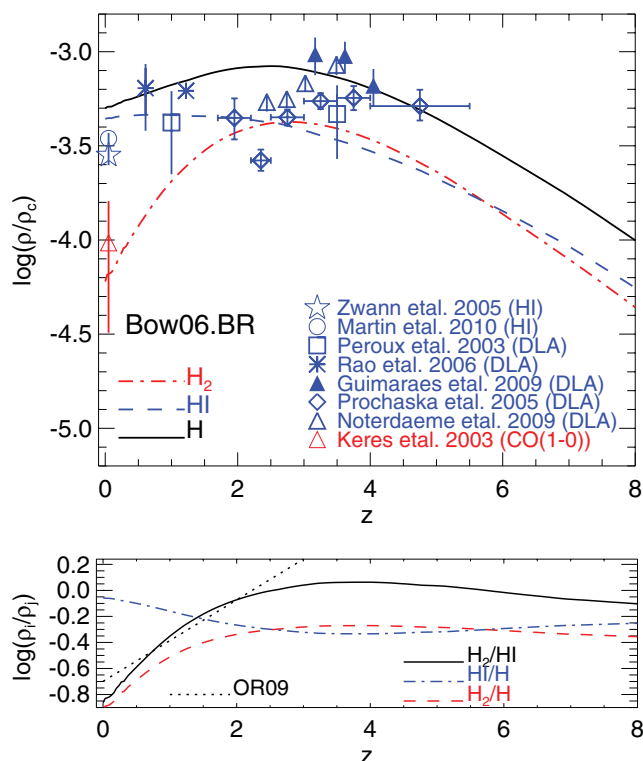 -3.0
-3.5
-4.0
-4.5
-5.0
log(ρ/ρc)
Bow06.BR
H2
HI
H
Zwann etal. 2005 (HI)
Martin etal. 2010 (HI)
Peroux etal. 2003 (DLA)
Rao etal. 2006 (DLA)
Guimaraes etal. 2009 (DLA)
Prochaska etal. 2005 (DLA)
Noterdaeme etal. 2009 (DLA)
Keres etal. 2003 (CO(1-0))
0 2 4 6 8
z
0.2
0.0
-0.2
-0.4
-0.6
-0.8
log(ρi/ρj)
OR09
H2/HI
HI/H
H2/H
0 2 4 6 8
z